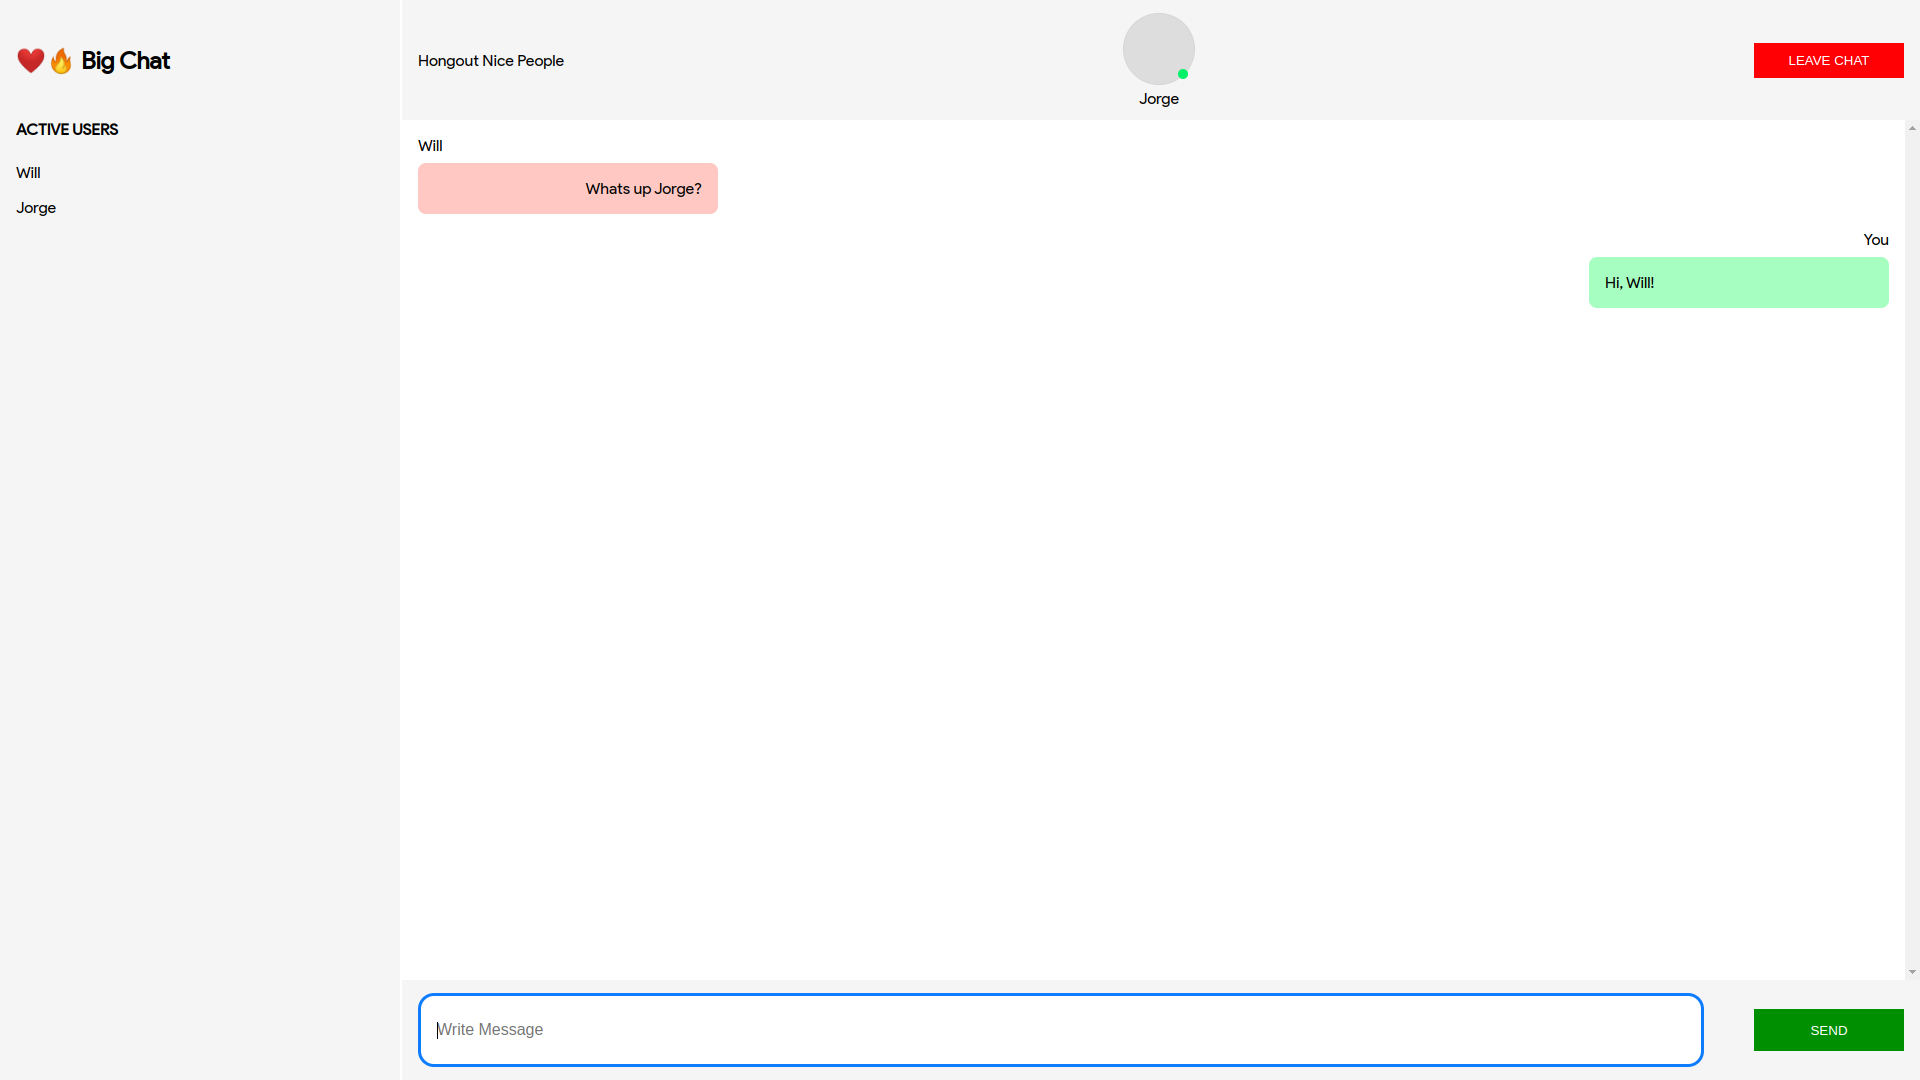 ❤️🔥 Big Chat
ACTIVE USERS
Will
Jorge
Hongout Nice People
Jorge
LEAVE CHAT
Will
Whats up Jorge?
You
Hi, Will!
Write Message
SEND